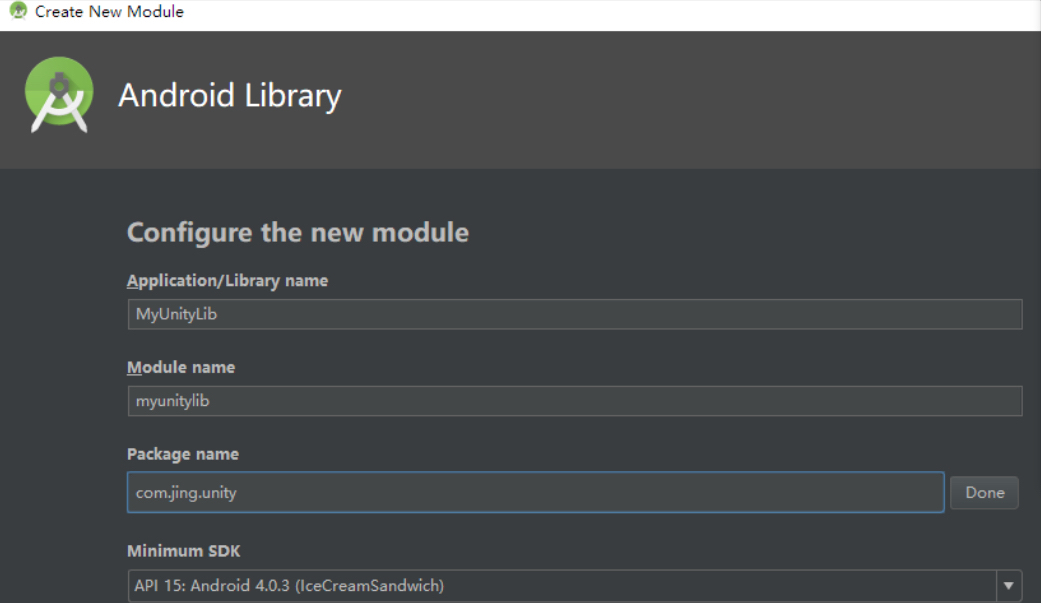 Create New Module
Android Library
Configure the new module
Application/Library name
MyUnityLib
Module name
myunitylib
Package name
com.jing.unity
Done
Minimum SDK
API 15: Android 4.0.3 (IceCreamSandwich)